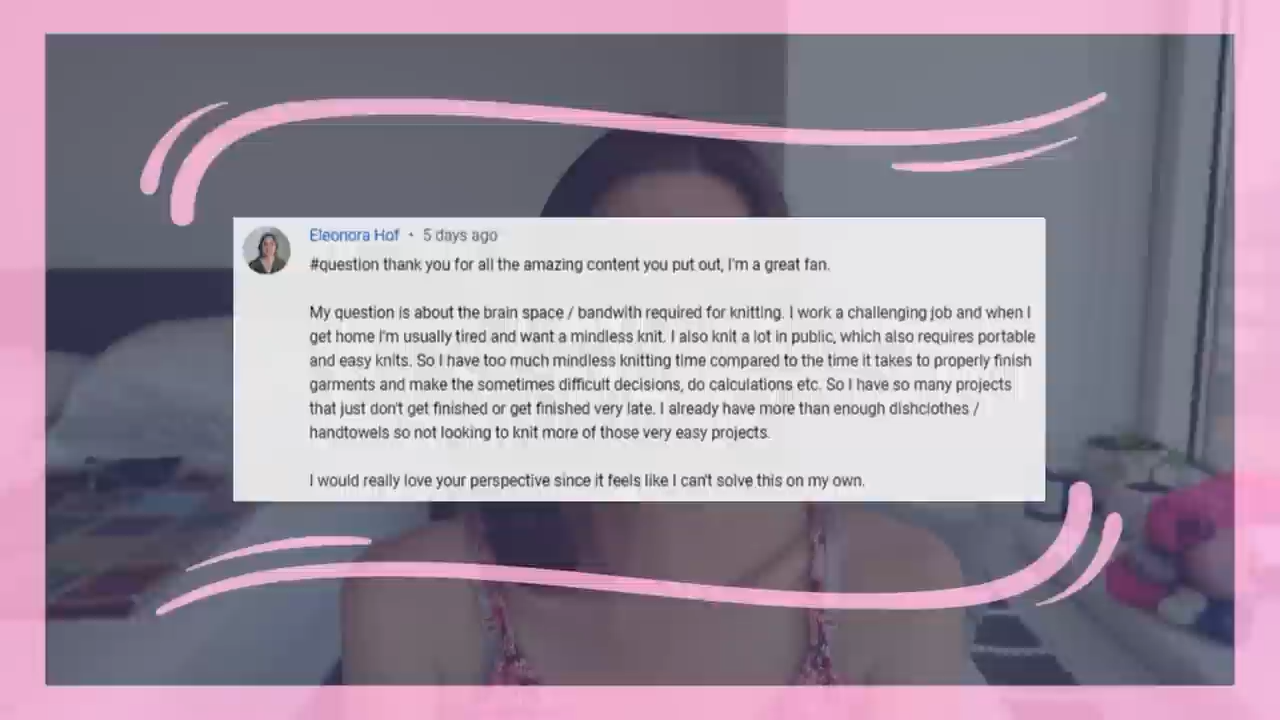 Eleonora Hof • 5 days ago
#question thank you for all the amazing content you put out, I'm a great fan.
My question is about the brain space / bandwith required for knitting. I work a challenging job and when I
get home I'm usually tired and want a mindless knit. I also knit a lot in public, which also requires portable
and easy knits. So I have too much mindless knitting time compared to the time it takes to properly finish
garments and make the sometimes difficult decisions, do calculations etc. So I have so many projects
that just don't get finished or get finished very late. I already have more than enough dishclothes /
handtowels so not looking to knit more of those very easy projects.
I would really love your perspective since it feels like I can't solve this on my own.